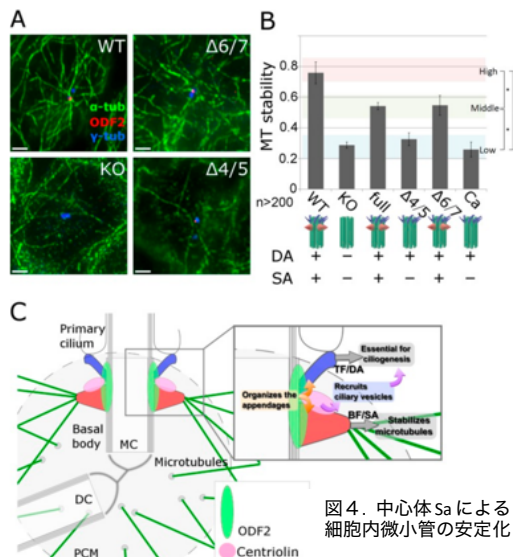 A
WT
Δ6/7
α-tub
ODF2
γ-tub
KO
Δ4/5
B
MT stability
0.8
0.6
0.4
0.2
0
High
Middle
Low
*
*
n>200
WT
KO
full
Δ4/5
Δ6/7
Ca
DA + − + + + +
SA + − + − + −
C
Primary
cilium
Basal
body
MC
Microtubules
DC
PCM
ODF2
Centriolin
Essential for
ciliogenesis
TF/DA
Organizes the
appendages
Recruits
ciliary vesicles
BF/SA
Stabilizes
microtubules
図4. 中心体Saによる
細胞内微小管の安定化